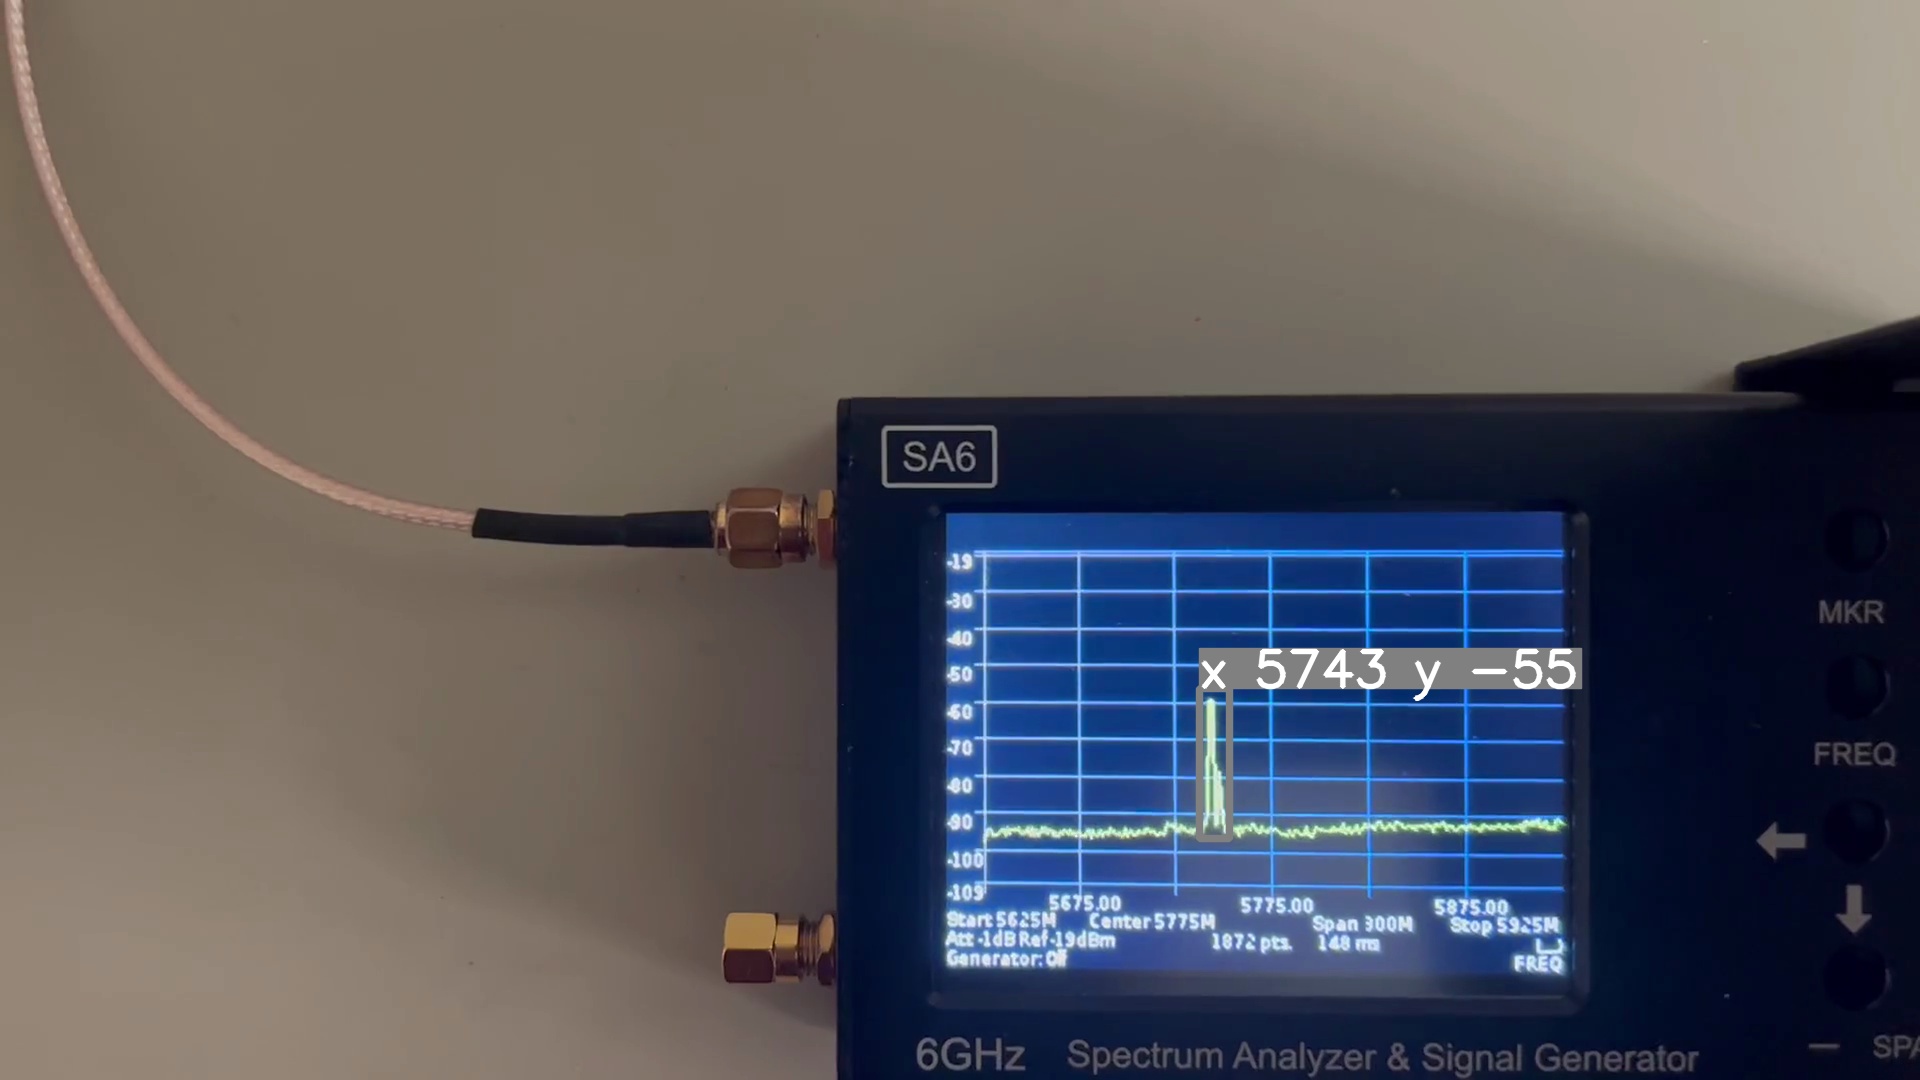 SA6
-19
-30
-40
-50
x 5743 y -55
-60
-70
-80
-90
-100
-109
5675.00 5775.00 5875.00
Start 5625M Center 5775M Span 300M Stop 5925M
Att -1dB Ref -19dBm 1872 pts. 148 ms
Generator: Off FREQ
MKR
FREQ
6GHz Spectrum Analyzer & Signal Generator